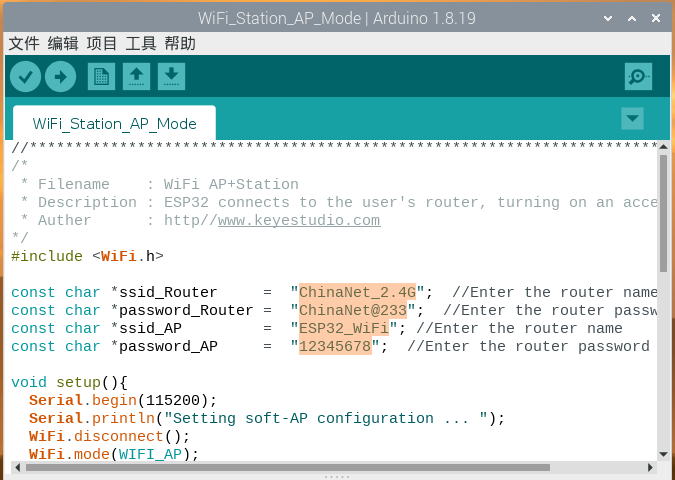 WiFi_Station_AP_Mode | Arduino 1.8.19
文件 编辑 项目 工具 帮助
WiFi_Station_AP_Mode
//**********************************************************************
/*
 * Filename    : WiFi AP+Station
 * Description : ESP32 connects to the user's router, turning on an acce
 * Auther      : http//www.keyestudio.com
*/
#include <WiFi.h>
const char *ssid_Router     =  "ChinaNet_2.4G";  //Enter the router name
const char *password_Router =  "ChinaNet@233";  //Enter the router passw
const char *ssid_AP         =  "ESP32_WiFi"; //Enter the router name
const char *password_AP     =  "12345678";  //Enter the router password
void setup(){
  Serial.begin(115200);
  Serial.println("Setting soft-AP configuration ... ");
  WiFi.disconnect();
  WiFi.mode(WIFI_AP);